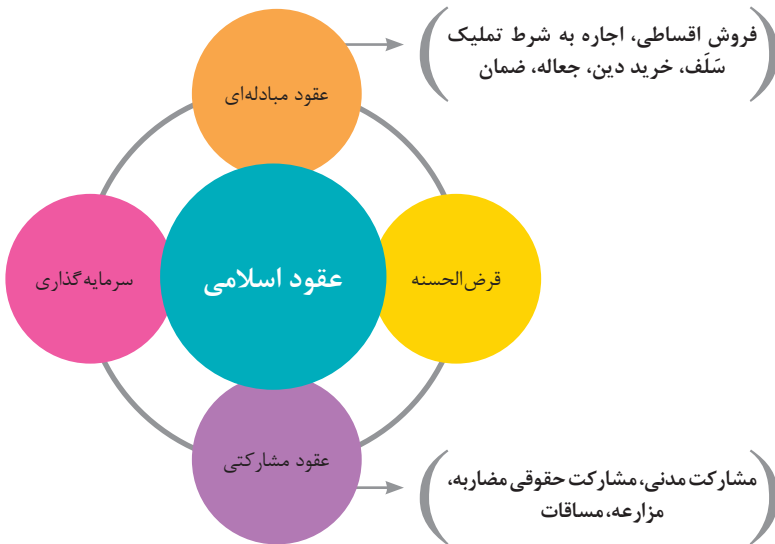 فروش اقساطی، اجاره به شرط تملیک
سَلَف، خرید دین، جعاله، ضمان
عقود مبادله‌ای
قرض‌الحسنه
عقود اسلامی
سرمایه‌گذاری
عقود مشارکتی
مشارکت مدنی، مشارکت حقوقی مضاربه،
مزارعه، مساقات